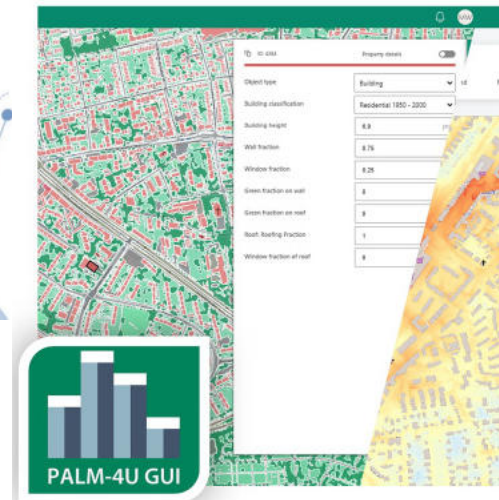 MW
Property details
Object type
Building
Building classification
Residential 1950 - 2000
Building height
6.9
Wall fraction
0.75
Window fraction
0.25
Green fraction on wall
0
Green fraction on roof
0
Roof: Roofing Fraction
1
Window fraction of roof
0
PALM-4U GUI